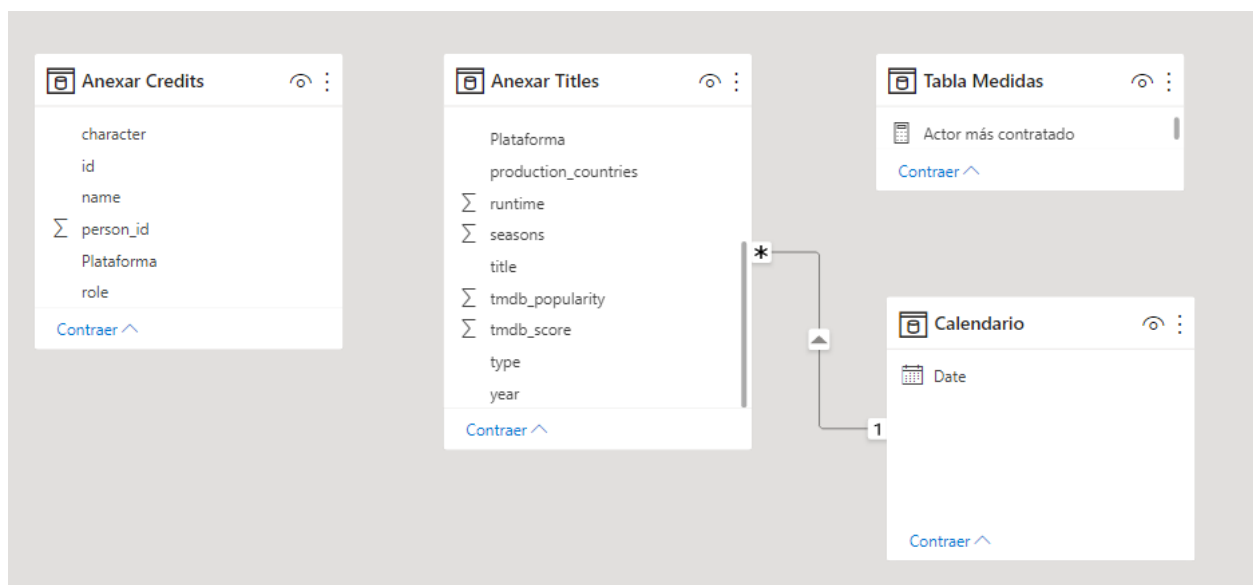 Anexar Credits
character
id
name
person_id
Plataforma
role
Contraer
Anexar Titles
Plataforma
production_countries
runtime
seasons
title
tmdb_popularity
tmdb_score
type
year
Contraer
Tabla Medidas
Actor más contratado
Contraer
*
1
Calendario
Date
Contraer